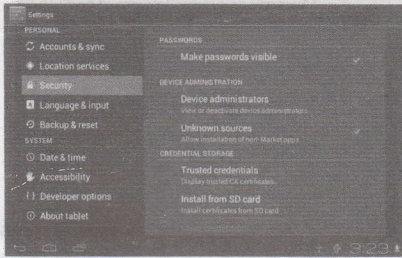 Settings
PERSONAL
Accounts & sync
Location services
Security
Language & input
Backup & reset
SYSTEM
Date & time
Accessibility
Developer options
About tablet
PASSWORDS
Make passwords visible
DEVICE ADMINISTRATION
Device administrators
View or deactivate device administrators
Unknown sources
Allow installation of non-Market apps
CREDENTIAL STORAGE
Trusted credentials
Display trusted CA certificates
Install from SD card
Install certificates from SD card
3:23